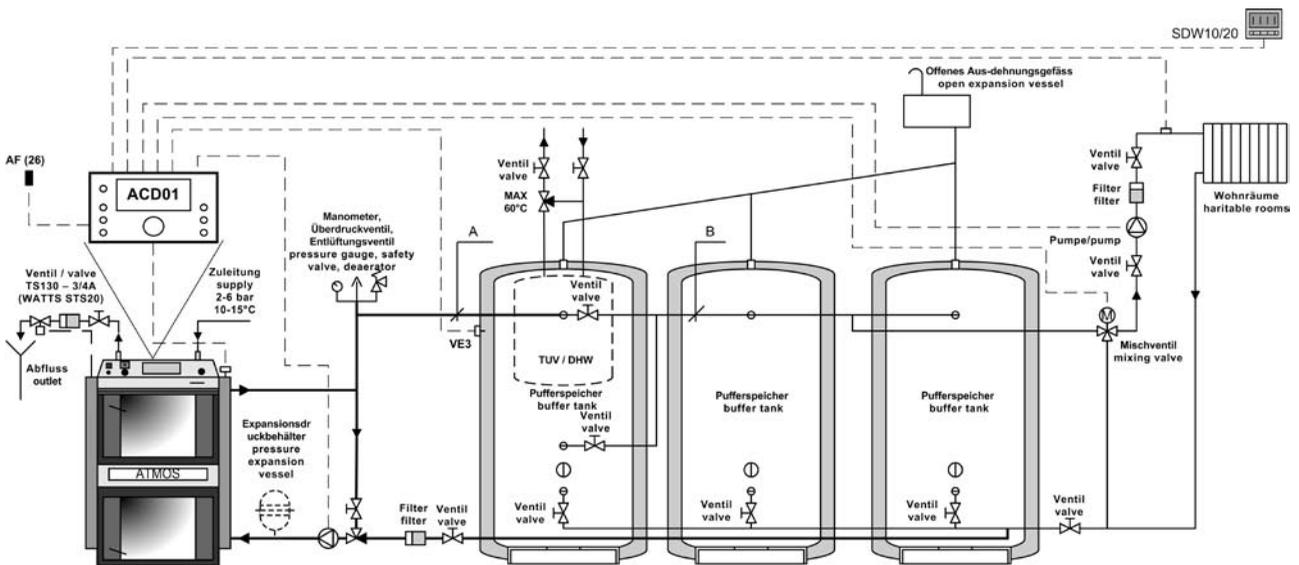 SDW10/20
Offenes Aus-dehnungsgefäss
open expansion vessel
AF (26)
ACD01
Ventil / valve
TS130 – 3/4A
(WATTS STS20)
Zuleitung
supply
2-6 bar
10-15°C
Abfluss
outlet
ATMOS
Manometer,
Überdruckventil,
Entlüftungsventil
pressure gauge, safety
valve, deaerator
A
Ventil
valve
MAX
60°C
B
Ventil
valve
VE3
TUV / DHW
Pufferspeicher
buffer tank
Ventil
valve
Pufferspeicher
buffer tank
Pufferspeicher
buffer tank
Ventil
valve
Filter
filter
Pumpe/pump
Ventil
valve
Wohnräume
haritable rooms
M
Mischventil
mixing valve
Expansionsdr
uckbehälter
pressure
expansion
vessel
Filter
filter
Ventil
valve
Ventil
valve
Ventil
valve
Ventil
valve
Ventil
valve